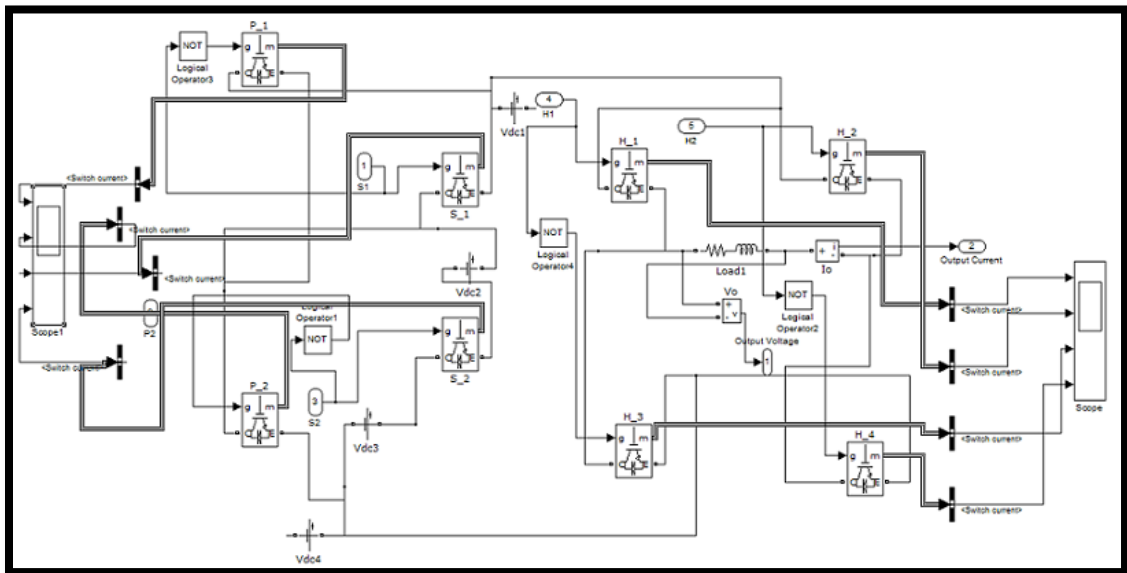 P_1
g m
C E
NOT
Logical
Operator3
Vdc1
4
H1
5
H2
H_1
g m
C E
H_2
g m
C E
1
S1
g m
C E
S_1
<Switch current>
<Switch current>
<Switch current>
<Switch current>
Scope1
2
P2
NOT
Logical
Operator4
Load1
+ i
-
Io
2
Output Current
Vdc2
Vo
+ v
-
NOT
Logical
Operator2
Output Voltage
1
Logical
Operator1
NOT
g m
C E
S_2
P_2
g m
C E
3
S2
Vdc3
Vdc4
H_3
g m
C E
H_4
g m
C E
<Switch current>
<Switch current>
<Switch current>
<Switch current>
Scope